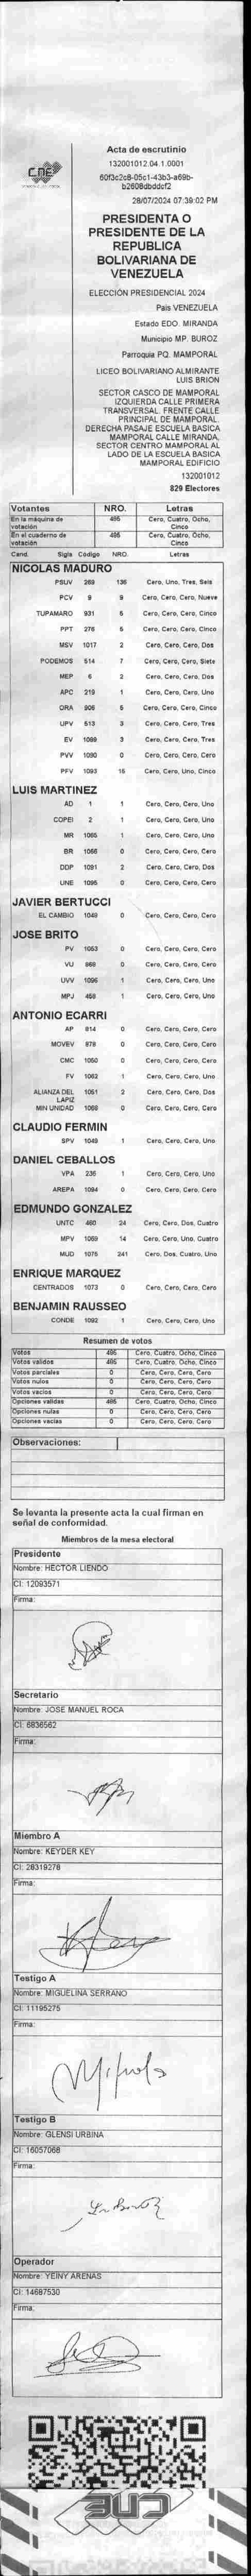 CNE
Acta de escrutinio
132001012.04.1.0001
60f3c2c8-05c1-43b3-a69b-
b2608dbddcf2
28/07/2024 07:39:02 PM
PRESIDENTA O
PRESIDENTE DE LA
REPUBLICA
BOLIVARIANA DE
VENEZUELA
ELECCIÓN PRESIDENCIAL 2024
País VENEZUELA
Estado EDO. MIRANDA
Municipio MP. BUROZ
Parroquia PQ. MAMPORAL
LICEO BOLIVARIANO ALMIRANTE
LUIS BRION
SECTOR CASCO DE MAMPORAL
IZQUIERDA CALLE PRIMERA
TRANSVERSAL. FRENTE CALLE
PRINCIPAL DE MAMPORAL.
DERECHA PASAJE ESCUELA BASICA
MAMPORAL CALLE MIRANDA.
SECTOR CENTRO MAMPORAL AL
LADO DE LA ESCUELA BASICA
MAMPORAL EDIFICIO
132001012
829 Electores
Votantes NRO. Letras
En la máquina de votación 495 Cero, Cuatro, Ocho, Cinco
En el cuaderno de votación 485 Cero, Cuatro, Ocho, Cinco
Cand. Sigla Código NRO. Letras
NICOLAS MADURO
PSUV 269 136 Cero, Uno, Tres, Seis
PCV 9 9 Cero, Cero, Cero, Nueve
TUPAMARO 931 5 Cero, Cero, Cero, Cinco
PPT 276 5 Cero, Cero, Cero, Cinco
MSV 1017 2 Cero, Cero, Cero, Dos
PODEMOS 514 7 Cero, Cero, Cero, Siete
MEP 6 2 Cero, Cero, Cero, Dos
APC 219 1 Cero, Cero, Cero, Uno
ORA 906 5 Cero, Cero, Cero, Cinco
UPV 513 3 Cero, Cero, Cero, Tres
EV 1089 3 Cero, Cero, Cero, Tres
PVV 1090 0 Cero, Cero, Cero, Cero
PFV 1093 15 Cero, Cero, Uno, Cinco
LUIS MARTINEZ
AD 1 1 Cero, Cero, Cero, Uno
COPEI 2 1 Cero, Cero, Cero, Uno
MR 1065 1 Cero, Cero, Cero, Uno
BR 1056 0 Cero, Cero, Cero, Cero
DDP 1091 2 Cero, Cero, Cero, Dos
UNE 1095 0 Cero, Cero, Cero, Cero
JAVIER BERTUCCI
EL CAMBIO 1048 0 Cero, Cero, Cero, Cero
JOSE BRITO
PV 1053 0 Cero, Cero, Cero, Cero
VU 869 0 Cero, Cero, Cero, Cero
UVV 1096 1 Cero, Cero, Cero, Uno
MPJ 458 1 Cero, Cero, Cero, Uno
ANTONIO ECARRI
AP 814 0 Cero, Cero, Cero, Cero
MOVEV 878 0 Cero, Cero, Cero, Cero
CMC 1050 0 Cero, Cero, Cero, Cero
FV 1062 1 Cero, Cero, Cero, Uno
ALIANZA DEL LAPIZ 1051 2 Cero, Cero, Cero, Dos
MIN UNIDAD 1068 0 Cero, Cero, Cero, Cero
CLAUDIO FERMIN
SPV 1049 1 Cero, Cero, Cero, Uno
DANIEL CEBALLOS
VPA 236 1 Cero, Cero, Cero, Uno
AREPA 1094 0 Cero, Cero, Cero, Cero
EDMUNDO GONZALEZ
UNTC 460 24 Cero, Cero, Dos, Cuatro
MPV 1069 14 Cero, Cero, Uno, Cuatro
MUD 1076 241 Cero, Dos, Cuatro, Uno
ENRIQUE MARQUEZ
CENTRADOS 1073 0 Cero, Cero, Cero, Cero
BENJAMIN RAUSSEO
CONDE 1092 1 Cero, Cero, Cero, Uno
Resumen de votos
Votos 485 Cero, Cuatro, Ocho, Cinco
Votos validos 485 Cero, Cuatro, Ocho, Cinco
Votos parciales 0 Cero, Cero, Cero, Cero
Votos nulos 0 Cero, Cero, Cero, Cero
Votos vacíos 0 Cero, Cero, Cero, Cero
Opciones validas 485 Cero, Cuatro, Ocho, Cinco
Opciones nulas 0 Cero, Cero, Cero, Cero
Opciones vacías 0 Cero, Cero, Cero, Cero
Observaciones:
Se levanta la presente acta la cual firman en
señal de conformidad.
Miembros de la mesa electoral
Presidente
Nombre: HECTOR LIENDO
CI: 12093571
Firma:
Secretario
Nombre: JOSE MANUEL ROCA
CI: 6836562
Firma:
Miembro A
Nombre: KEYDER KEY
CI: 28319278
Firma:
Testigo A
Nombre: MIGUELINA SERRANO
CI: 11195275
Firma:
Testigo B
Nombre: GLENSI URBINA
CI: 16057068
Firma:
Operador
Nombre: YEINY ARENAS
CI: 14687530
Firma:
CNE